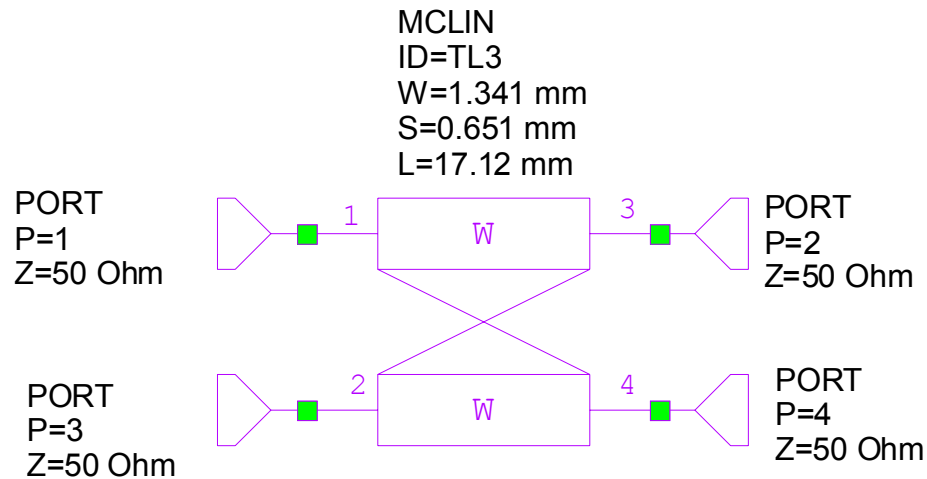 MCLIN
ID=TL3
W=1.341 mm
S=0.651 mm
L=17.12 mm
PORT
P=1
Z=50 Ohm
1
W
3
PORT
P=2
Z=50 Ohm
PORT
P=3
Z=50 Ohm
2
W
4
PORT
P=4
Z=50 Ohm